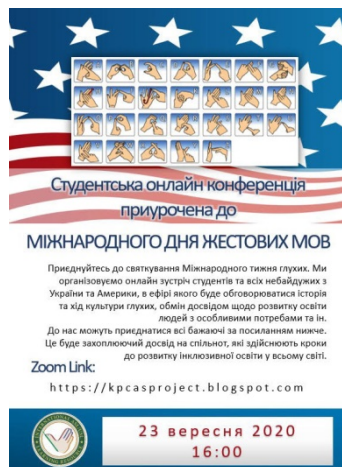 Студентська онлайн конференція
приурочена до
МІЖНАРОДНОГО ДНЯ ЖЕСТОВИХ МОВ
Приєднуйтесь до святкування Міжнародного тижня глухих. Ми
організовуємо онлайн зустріч студентів та всіх небайдужих з
України та Америки, в ефірі якого буде обговорюватися історія
та хід культури глухих, обмін досвідом щодо розвитку освіти
людей з особливими потребами та ін.
До нас можуть приєднатися всі бажаючі за посиланням нижче.
Це буде захоплюючий досвід на спільнот, які здійснюють кроки
до розвитку інклюзивної освіти у всьому світі.
Zoom Link:
https://kpcasproject.blogspot.com
23 вересня 2020
16:00